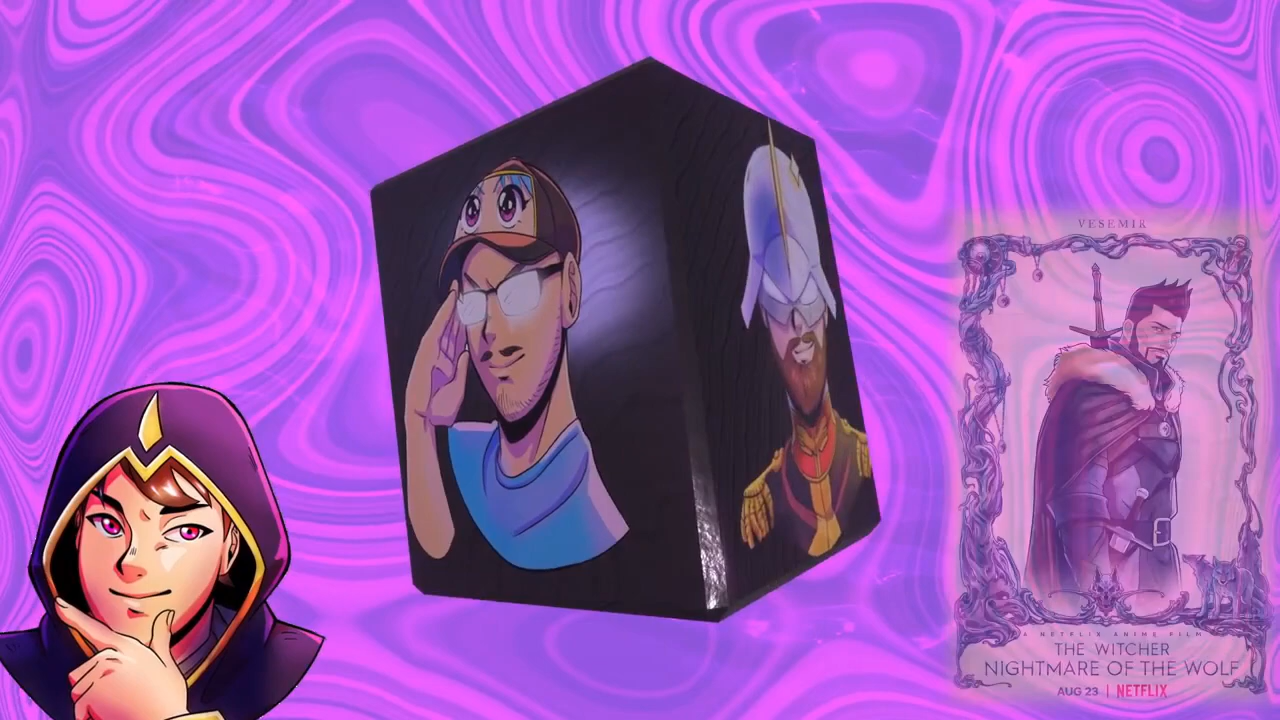 VESEMIR
A NETFLIX ANIME FILM
THE WITCHER
NIGHTMARE OF THE WOLF
AUG 23 | NETFLIX